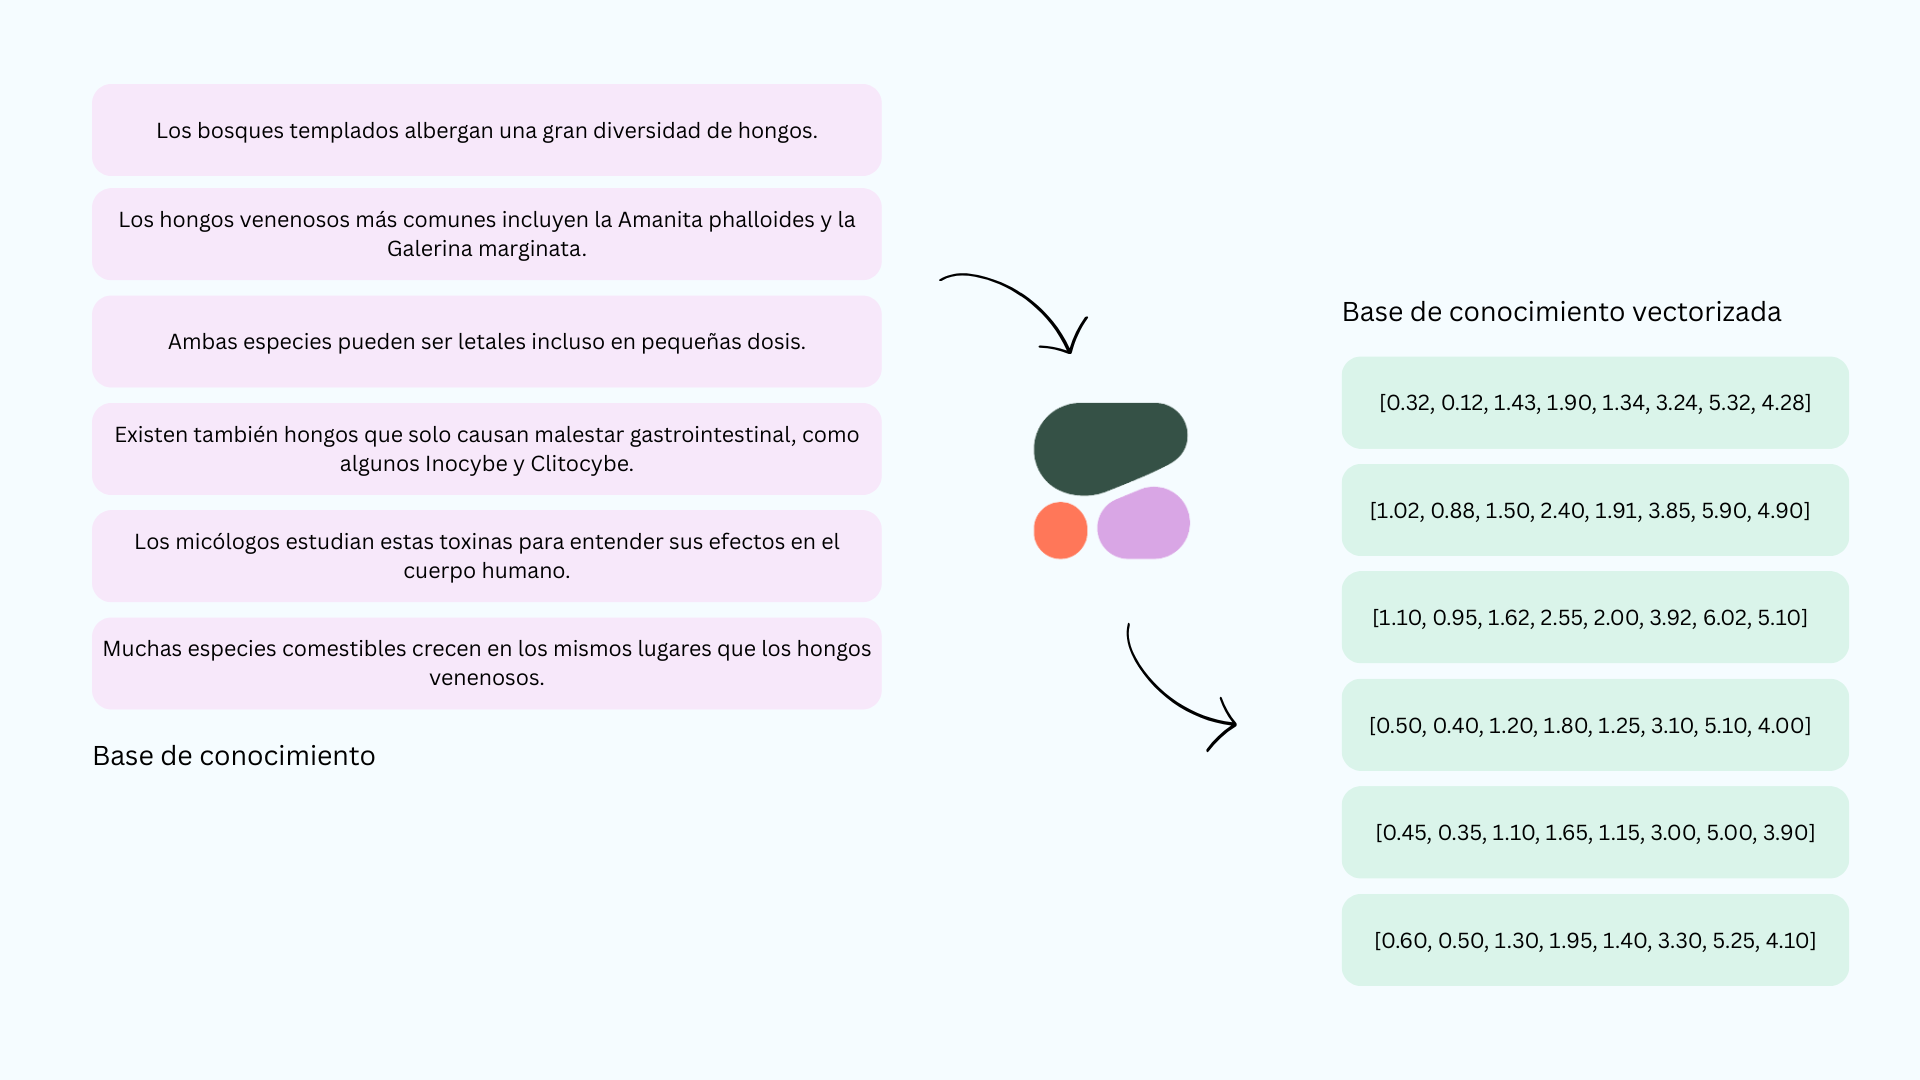 Los bosques templados albergan una gran diversidad de hongos.
Los hongos venenosos más comunes incluyen la Amanita phalloides y la
Galerina marginata.
Ambas especies pueden ser letales incluso en pequeñas dosis.
Existen también hongos que solo causan malestar gastrointestinal, como
algunos Inocybe y Clitocybe.
Los micólogos estudian estas toxinas para entender sus efectos en el
cuerpo humano.
Muchas especies comestibles crecen en los mismos lugares que los hongos
venenosos.
Base de conocimiento
Base de conocimiento vectorizada
[0.32, 0.12, 1.43, 1.90, 1.34, 3.24, 5.32, 4.28]
[1.02, 0.88, 1.50, 2.40, 1.91, 3.85, 5.90, 4.90]
[1.10, 0.95, 1.62, 2.55, 2.00, 3.92, 6.02, 5.10]
[0.50, 0.40, 1.20, 1.80, 1.25, 3.10, 5.10, 4.00]
[0.45, 0.35, 1.10, 1.65, 1.15, 3.00, 5.00, 3.90]
[0.60, 0.50, 1.30, 1.95, 1.40, 3.30, 5.25, 4.10]